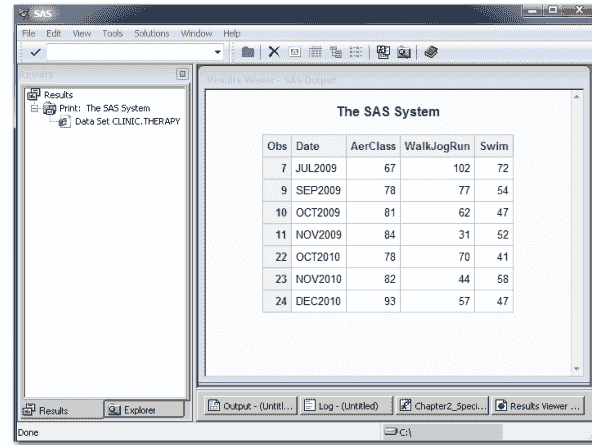 SAS
File Edit View Tools Solutions Window Help
Results
Results
Print: The SAS System
Data Set CLINIC.THERAPY
Results Viewer - SAS Output
The SAS System
Obs Date AerClass WalkJogRun Swim
7 JUL2009 67 102 72
9 SEP2009 78 77 54
10 OCT2009 81 62 47
11 NOV2009 84 31 52
22 OCT2010 78 70 41
23 NOV2010 82 44 58
24 DEC2010 93 57 47
Results Explorer
Output - (Untitl... Log - (Untitled) Chapter2_Speci... Results Viewer ...
Done C:\